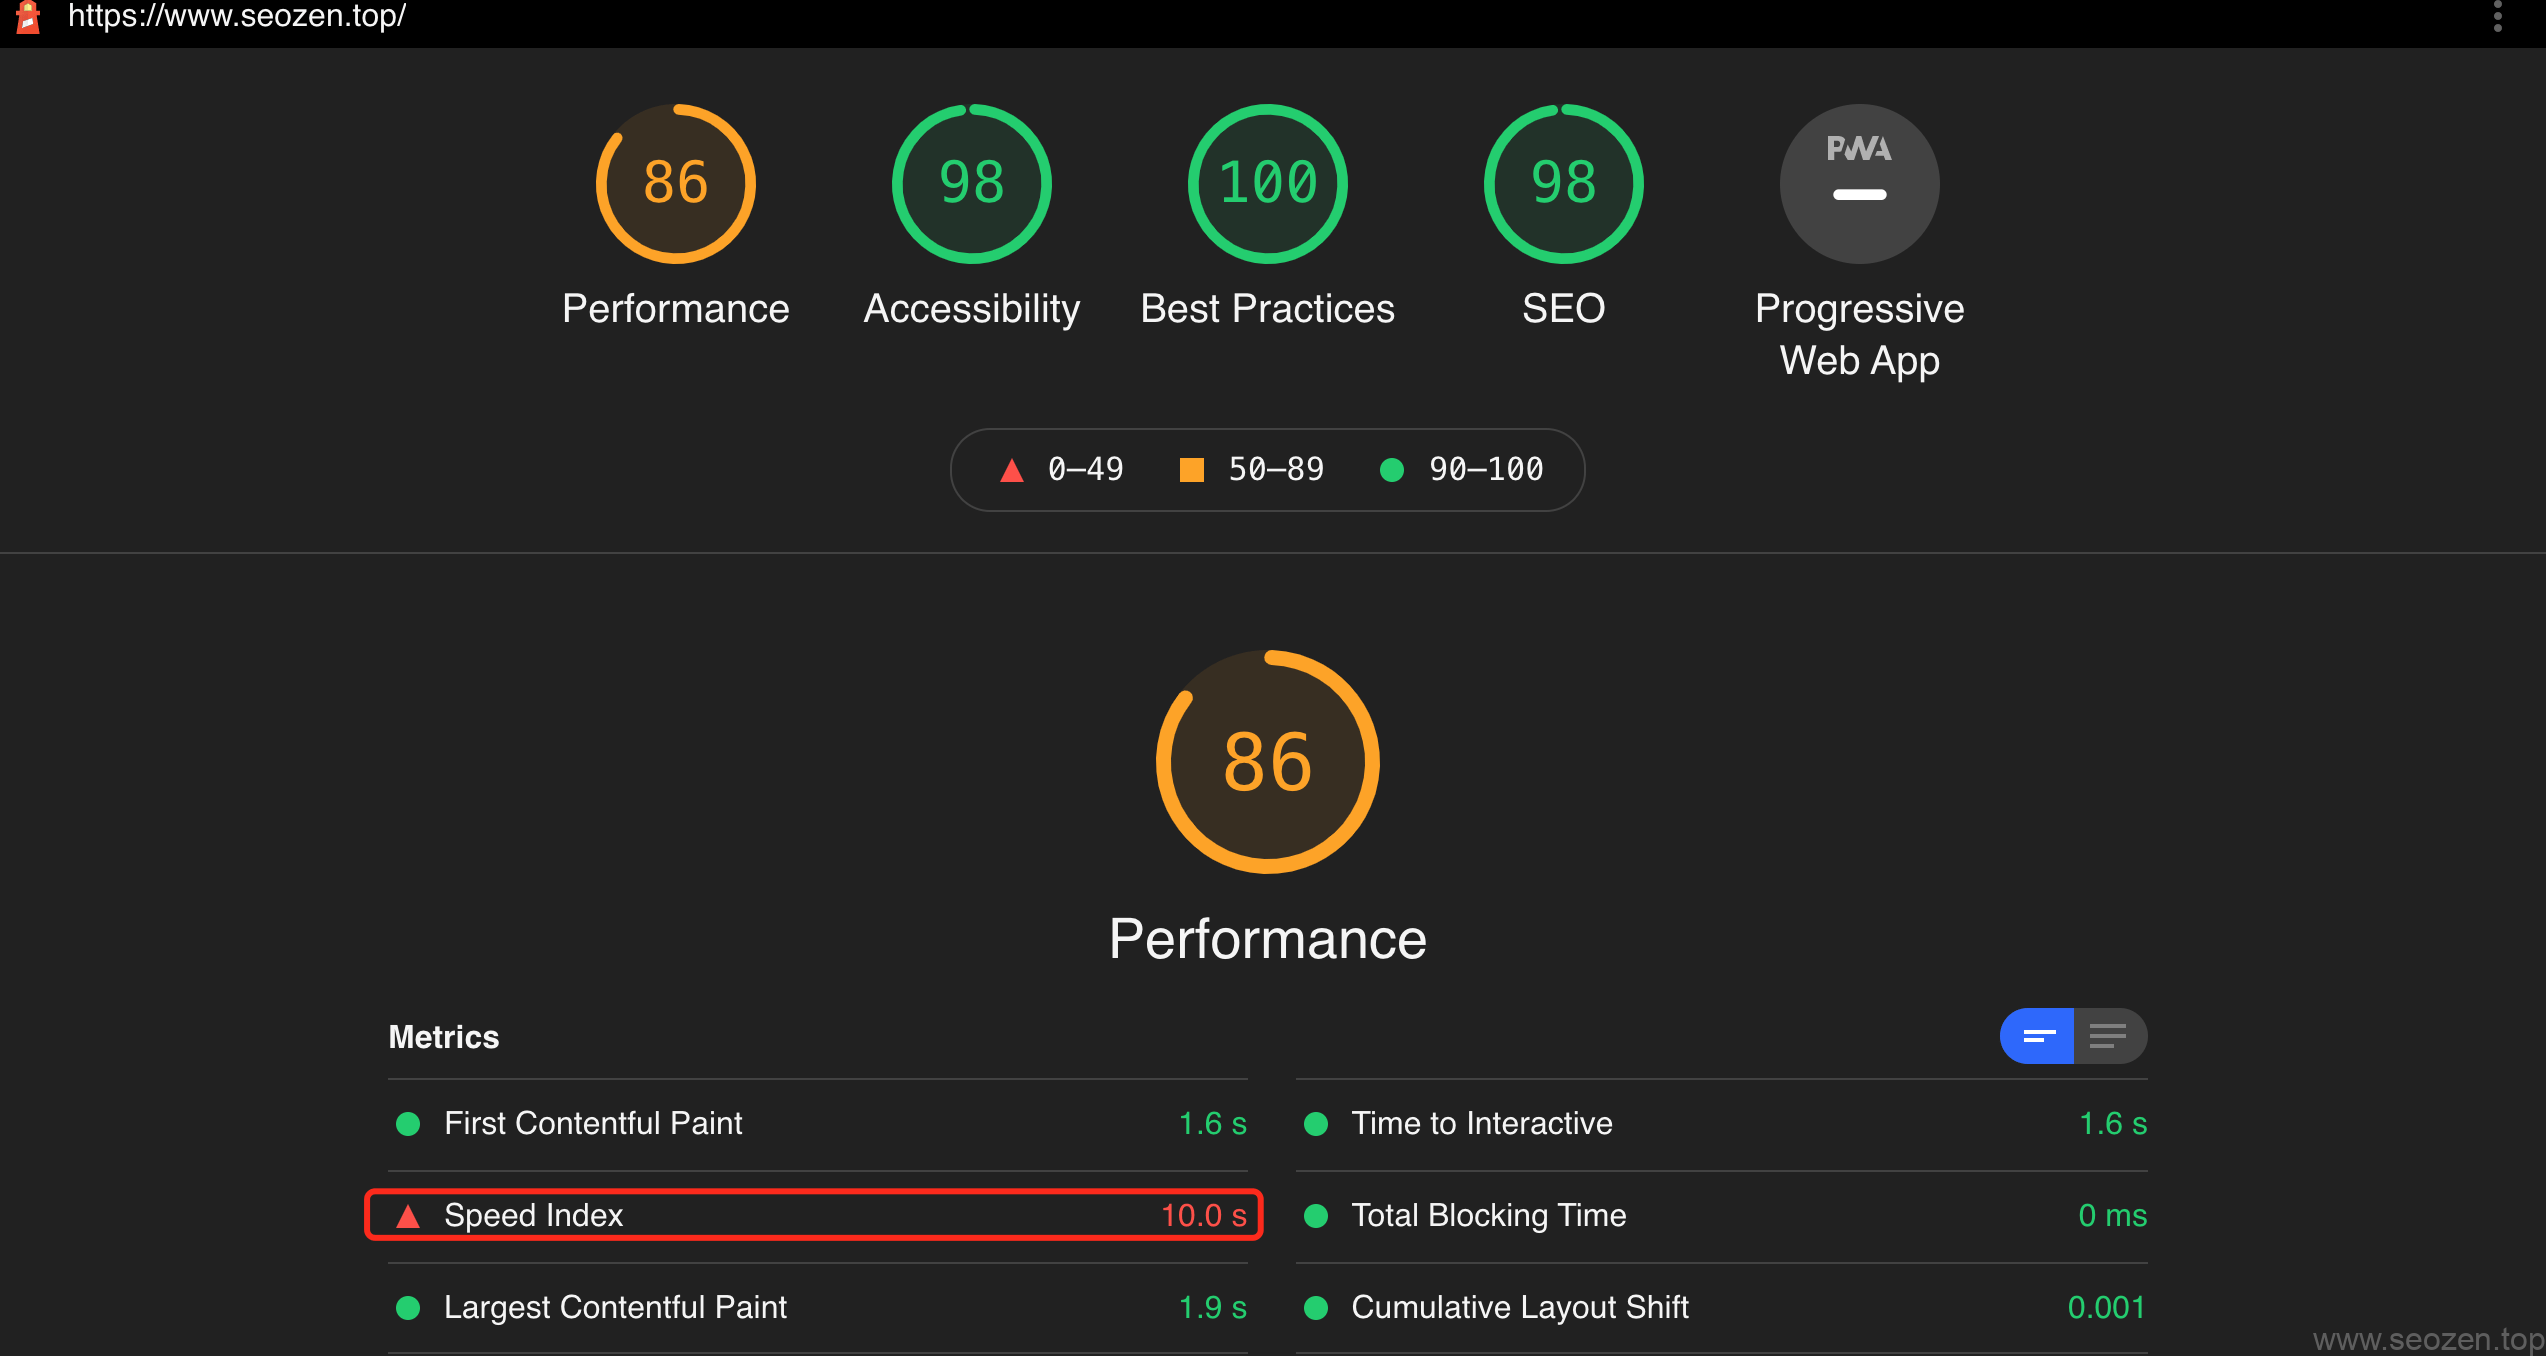 https://www.seozen.top/
86
98
100
98
PWA
Performance
Accessibility
Best Practices
SEO
Progressive
Web App
0–49
50–89
90–100
86
Performance
Metrics
First Contentful Paint 1.6 s
Time to Interactive 1.6 s
Speed Index 10.0 s
Total Blocking Time 0 ms
Largest Contentful Paint 1.9 s
Cumulative Layout Shift 0.001
www.seozen.top